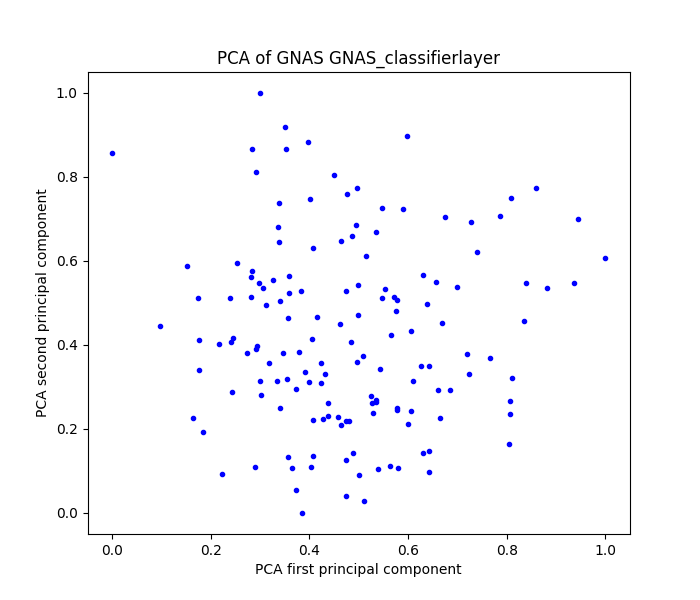 PCA of GNAS GNAS_classifierlayer
1.0
0.8
0.6
0.4
0.2
0.0
PCA second principal component
0.0 0.2 0.4 0.6 0.8 1.0
PCA first principal component